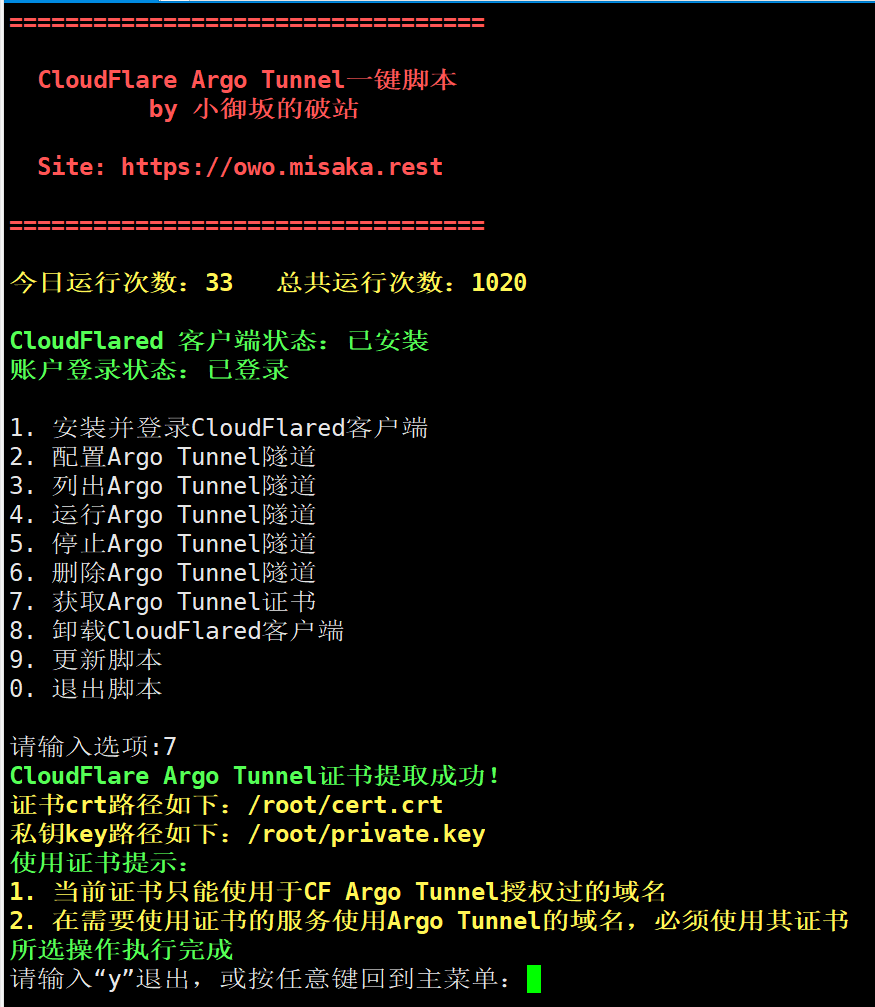 ==================================
CloudFlare Argo Tunnel一键脚本
by 小御坂的破站
Site: https://owo.misaka.rest
==================================
今日运行次数：33   总共运行次数：1020
CloudFlared 客户端状态：已安装
账户登录状态：已登录
1. 安装并登录CloudFlared客户端
2. 配置Argo Tunnel隧道
3. 列出Argo Tunnel隧道
4. 运行Argo Tunnel隧道
5. 停止Argo Tunnel隧道
6. 删除Argo Tunnel隧道
7. 获取Argo Tunnel证书
8. 卸载CloudFlared客户端
9. 更新脚本
0. 退出脚本
请输入选项:7
CloudFlare Argo Tunnel证书提取成功！
证书crt路径如下：/root/cert.crt
私钥key路径如下：/root/private.key
使用证书提示：
1. 当前证书只能使用于CF Argo Tunnel授权过的域名
2. 在需要使用证书的服务使用Argo Tunnel的域名，必须使用其证书
所选操作执行完成
请输入“y”退出，或按任意键回到主菜单：